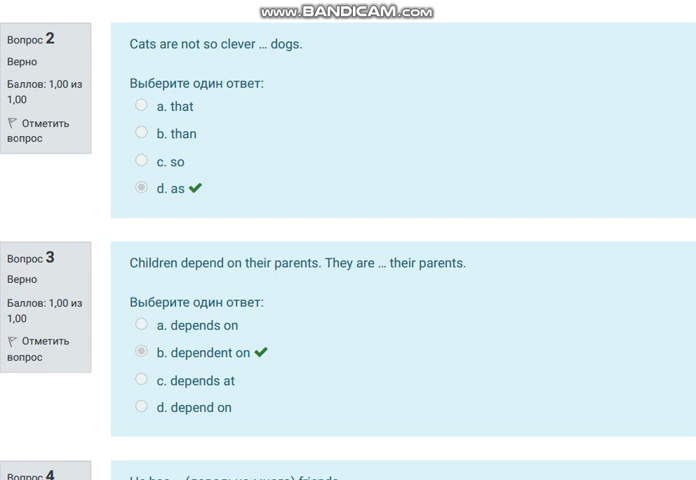 www.BANDICAM.com
Вопрос 2
Верно
Баллов: 1,00 из
1,00
Отметить
вопрос
Cats are not so clever ... dogs.
Выберите один ответ:
a. that
b. than
c. so
d. as
Вопрос 3
Верно
Баллов: 1,00 из
1,00
Отметить
вопрос
Children depend on their parents. They are ... their parents.
Выберите один ответ:
a. depends on
b. dependent on
c. depends at
d. depend on
Вопрос 4